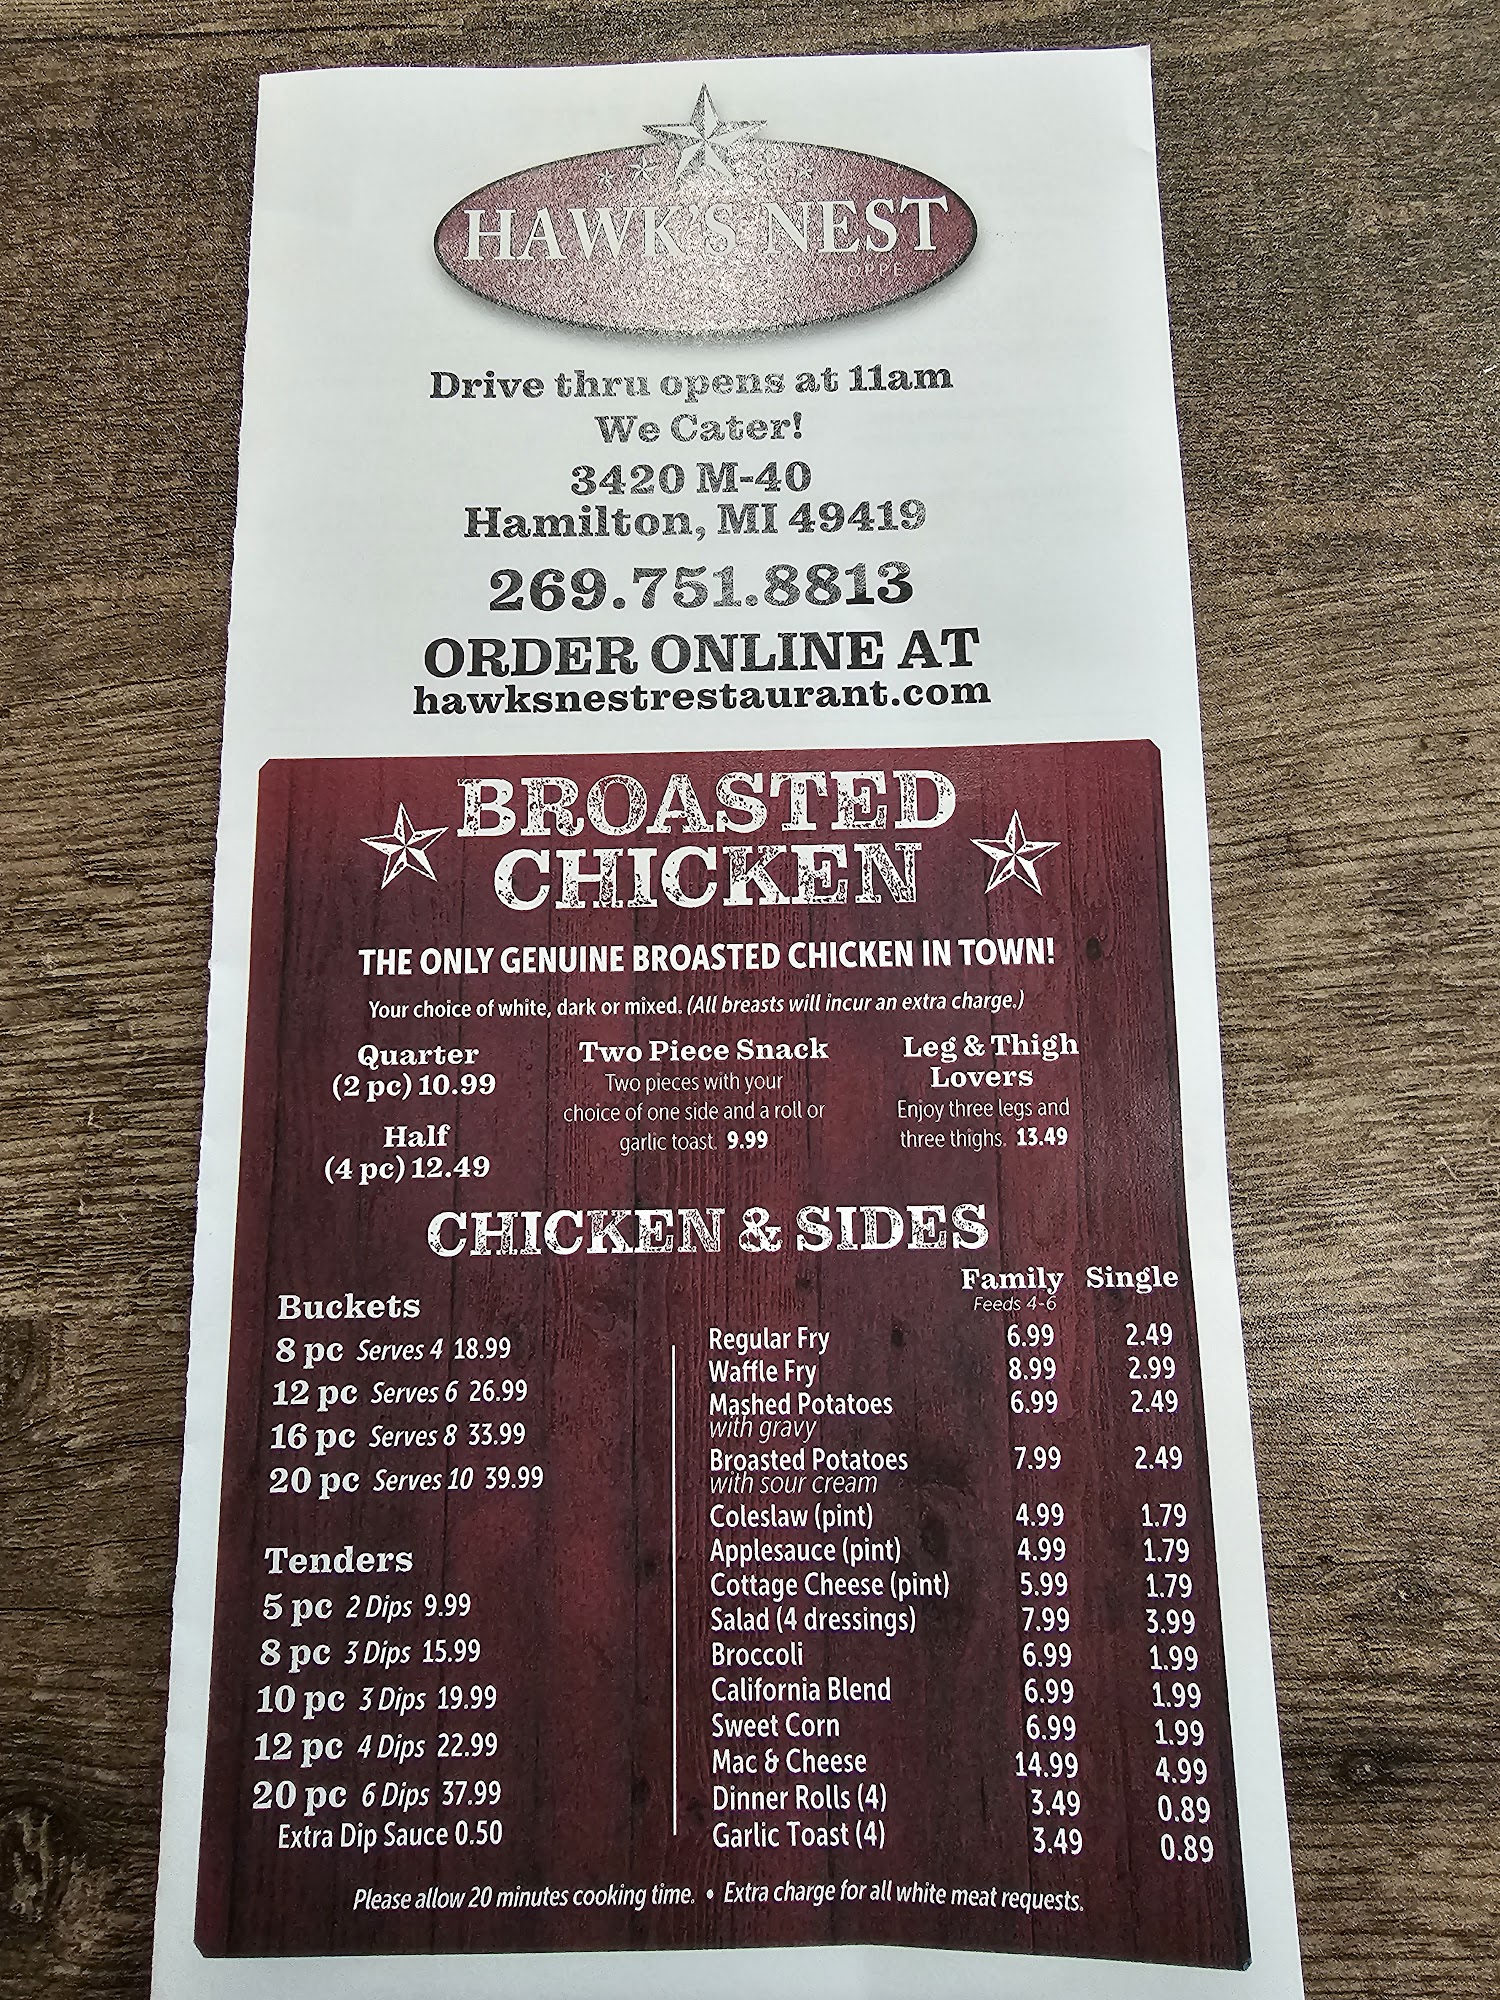 HAWK'S NEST
SHOPPE
Drive thru opens at 11am
We Cater!
3420 M-40
Hamilton, MI 49419
269.751.8813
ORDER ONLINE AT
hawksnestrestaurant.com
BROASTED
CHICKEN
THE ONLY GENUINE BROASTED CHICKEN IN TOWN!
Your choice of white, dark or mixed. (All breasts will incur an extra charge.)
Quarter
(2 pc) 10.99
Half
(4 pc) 12.49
Two Piece Snack
Two pieces with your
choice of one side and a roll or
garlic toast. 9.99
Leg & Thigh
Lovers
Enjoy three legs and
three thighs. 13.49
CHICKEN & SIDES
Buckets
8 pc Serves 4 18.99
12 pc Serves 6 26.99
16 pc Serves 8 33.99
20 pc Serves 10 39.99
Tenders
5 pc 2 Dips 9.99
8 pc 3 Dips 15.99
10 pc 3 Dips 19.99
12 pc 4 Dips 22.99
20 pc 6 Dips 37.99
Extra Dip Sauce 0.50
Family Single
Feeds 4-6
Regular Fry 6.99 2.49
Waffle Fry 8.99 2.99
Mashed Potatoes 6.99 2.49
with gravy
Broasted Potatoes 7.99 2.49
with sour cream
Coleslaw (pint) 4.99 1.79
Applesauce (pint) 4.99 1.79
Cottage Cheese (pint) 5.99 1.79
Salad (4 dressings) 7.99 3.99
Broccoli 6.99 1.99
California Blend 6.99 1.99
Sweet Corn 6.99 1.99
Mac & Cheese 14.99 4.99
Dinner Rolls (4) 3.49 0.89
Garlic Toast (4) 3.49 0.89
Please allow 20 minutes cooking time. • Extra charge for all white meat requests.